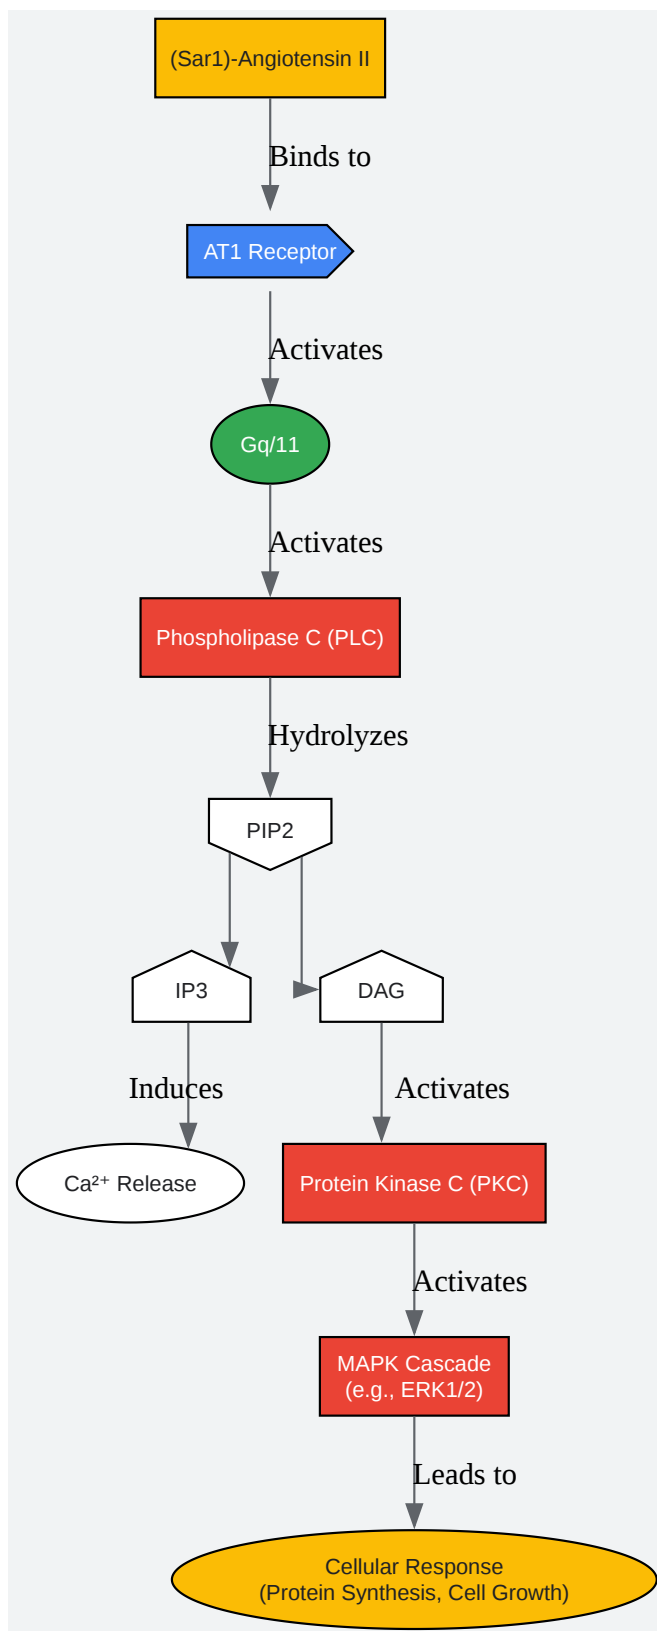 (Sar1)-Angiotensin II
Binds to
AT1 Receptor
Activates
Gq/11
Activates
Phospholipase C (PLC)
Hydrolyzes
PIP2
IP3
DAG
Induces
Activates
Ca²⁺ Release
Protein Kinase C (PKC)
Activates
MAPK Cascade
(e.g., ERK1/2)
Leads to
Cellular Response
(Protein Synthesis, Cell Growth)